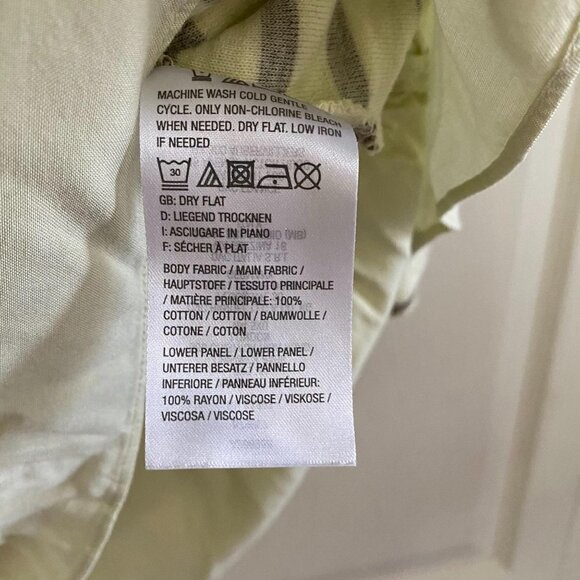 MACHINE WASH COLD GENTLE
CYCLE. ONLY NON-CHLORINE BLEACH
WHEN NEEDED. DRY FLAT. LOW IRON
IF NEEDED
30
GB: DRY FLAT
D: LIEGEND TROCKNEN
I: ASCIUGARE IN PIANO
F: SÉCHER À PLAT
BODY FABRIC / MAIN FABRIC /
HAUPTSTOFF / TESSUTO PRINCIPALE
/ MATIÈRE PRINCIPALE: 100%
COTTON / COTTON / BAUMWOLLE /
COTONE / COTON
LOWER PANEL / LOWER PANEL /
UNTERER BESATZ / PANNELLO
INFERIORE / PANNEAU INFÉRIEUR:
100% RAYON / VISCOSE / VISKOSE /
VISCOSA / VISCOSE